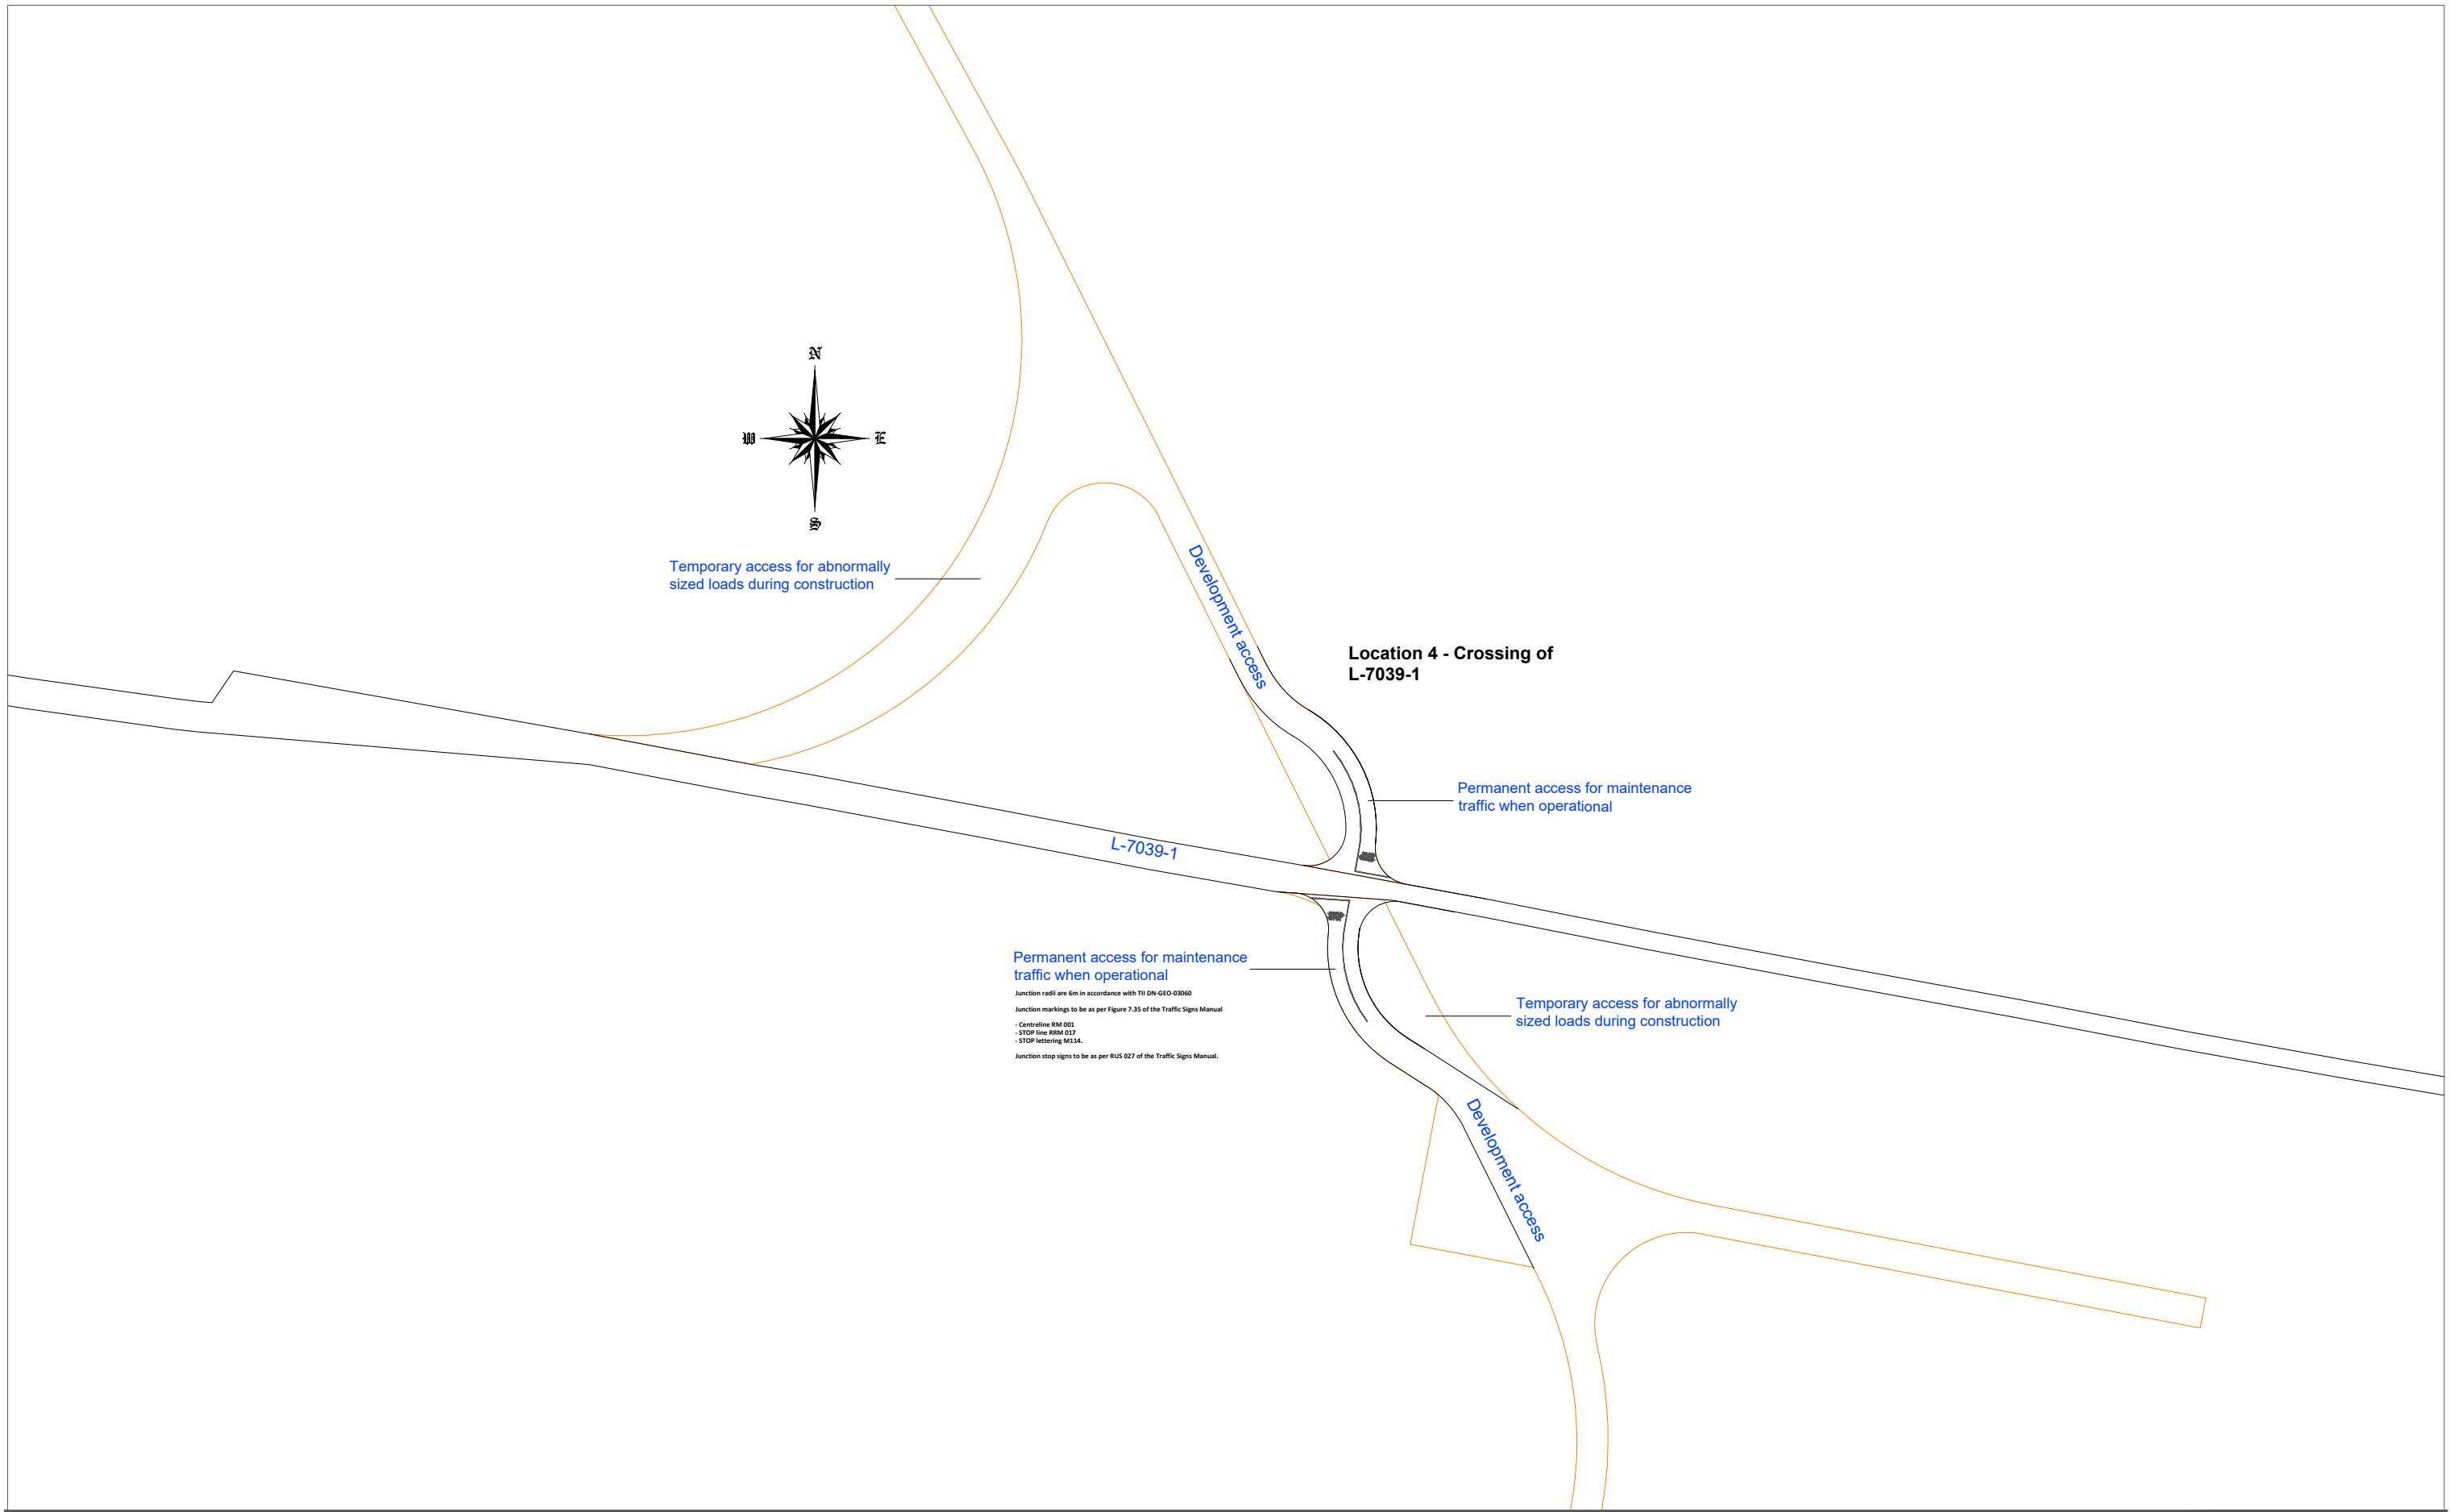 N
W
E
S
Temporary access for abnormally
sized loads during construction
Development access
Location 4 - Crossing of
L-7039-1
Permanent access for maintenance
traffic when operational
L-7039-1
STOP
Permanent access for maintenance
traffic when operational
Junction radii are 6m in accordance with TII DN-GEO-03060
Junction markings to be as per Figure 7.35 of the Traffic Signs Manual
- Centreline RM 001
- STOP line RRM 017
- STOP lettering M114.
Junction stop signs to be as per RUS 027 of the Traffic Signs Manual.
Temporary access for abnormally
sized loads during construction
Development access